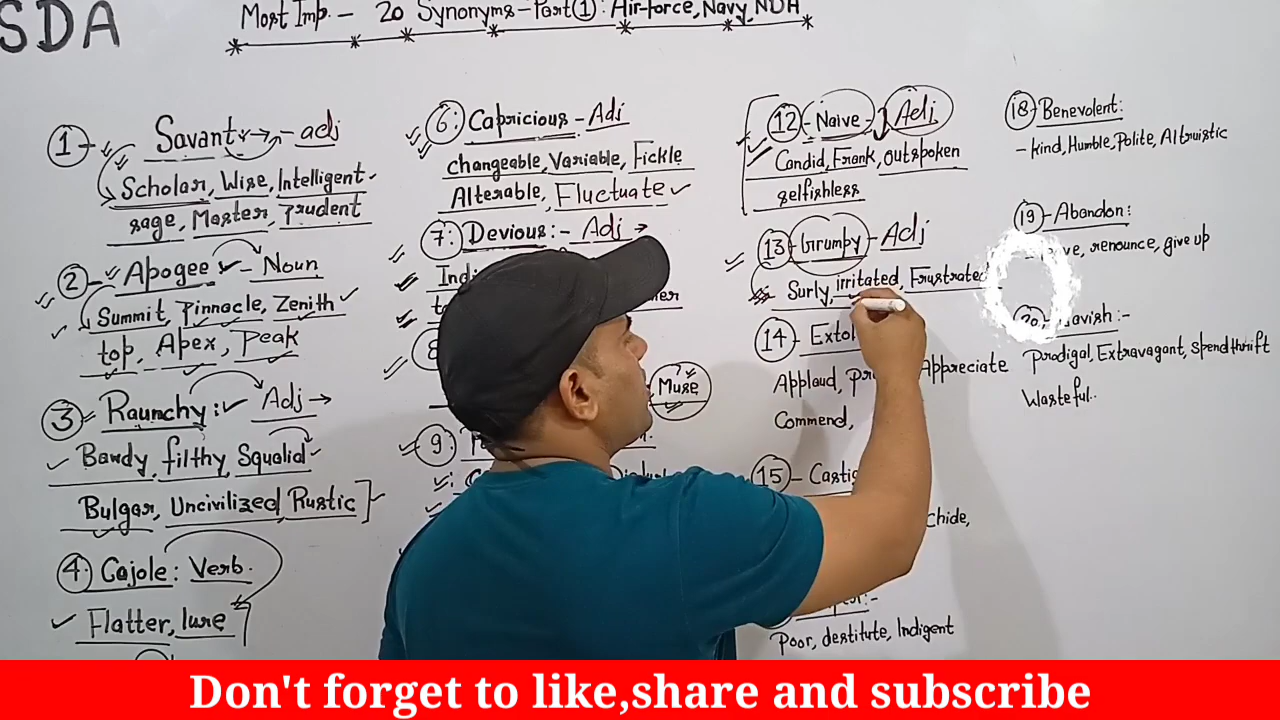 SDA
Most Imp. - 20 Synonyms - Part ① : Air-force, Navy, NDA
① - Savant → - adj
Scholar, Wise, Intelligent
sage, Master, Prudent
② - Apogee - Noun
Summit, Pinnacle, Zenith
top, Apex, Peak
③ Raunchy : Adj →
Bawdy, filthy, Squalid
Bulgar, Uncivilized, Rustic
④ Cajole : Verb.
Flatter, lure
⑥ : Capricious - Adj
changeable, Variable, Fickle
Alterable, Fluctuate
⑦ : Devious :- Adj →
Muse
⑨
⑫ - Naive - Adj
Candid, Frank, outspoken
selfishless
⑬ - Grumpy - Adj
Surly, irritated, Frustrated
⑭ - Extol
Applaud, Appreciate
Commend,
⑮ -
chide,
Poor, destitute, Indigent
⑱ - Benevolent :
- kind, Humble, Polite, Altruistic
⑲ - Abandon :
renounce, give up
⑳ - Lavish :-
Prodigal, Extravagant, spendthrift
Wasteful..
Don't forget to like,share and subscribe